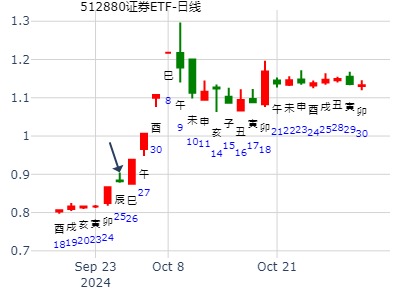 512880证券ETF-日线
1.3
1.2
1.1
1
0.9
0.8
0.7
酉
18
戌
19
亥
20
寅
23
卯
24
辰
25
巳
26
午
27
酉
30
巳
8
午
9
未
10
申
11
亥
14
子
15
丑
16
寅
17
卯
18
午
21
未
22
申
23
酉
24
戌
25
丑
28
寅
29
卯
30
Sep 23
2024
Oct 8
Oct 21